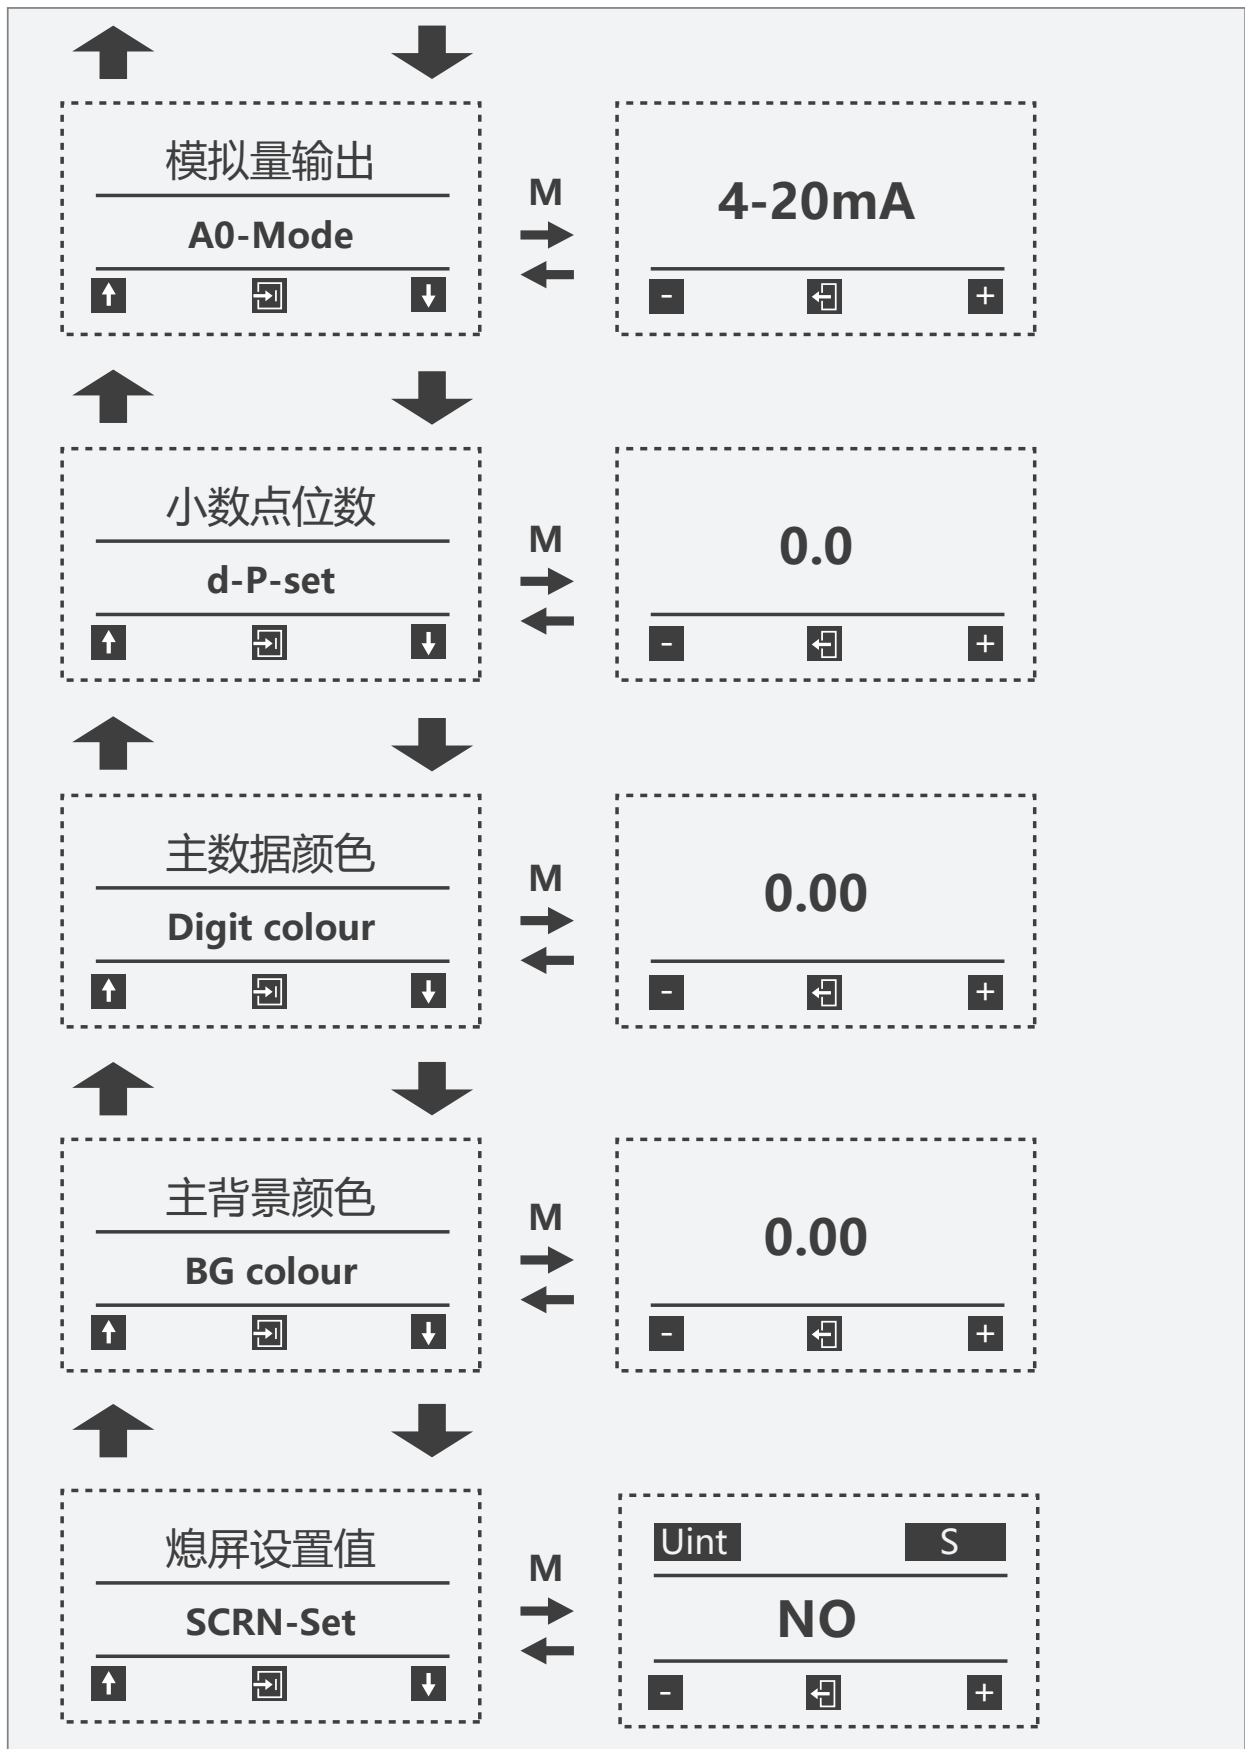 模拟量输出
A0-Mode
M
4-20mA
-
+
小数点位数
d-P-set
M
0.0
-
+
主数据颜色
Digit colour
M
0.00
-
+
主背景颜色
BG colour
M
0.00
-
+
熄屏设置值
SCRN-Set
M
Uint S
NO
-
+